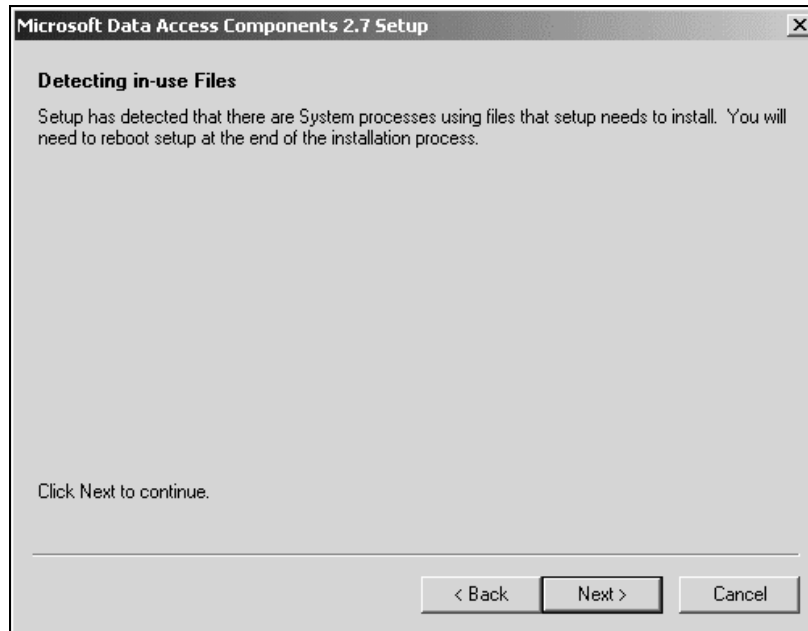 Microsoft Data Access Components 2.7 Setup
Detecting in-use Files
Setup has detected that there are System processes using files that setup needs to install. You will
need to reboot setup at the end of the installation process.
Click Next to continue.
< Back
Next >
Cancel